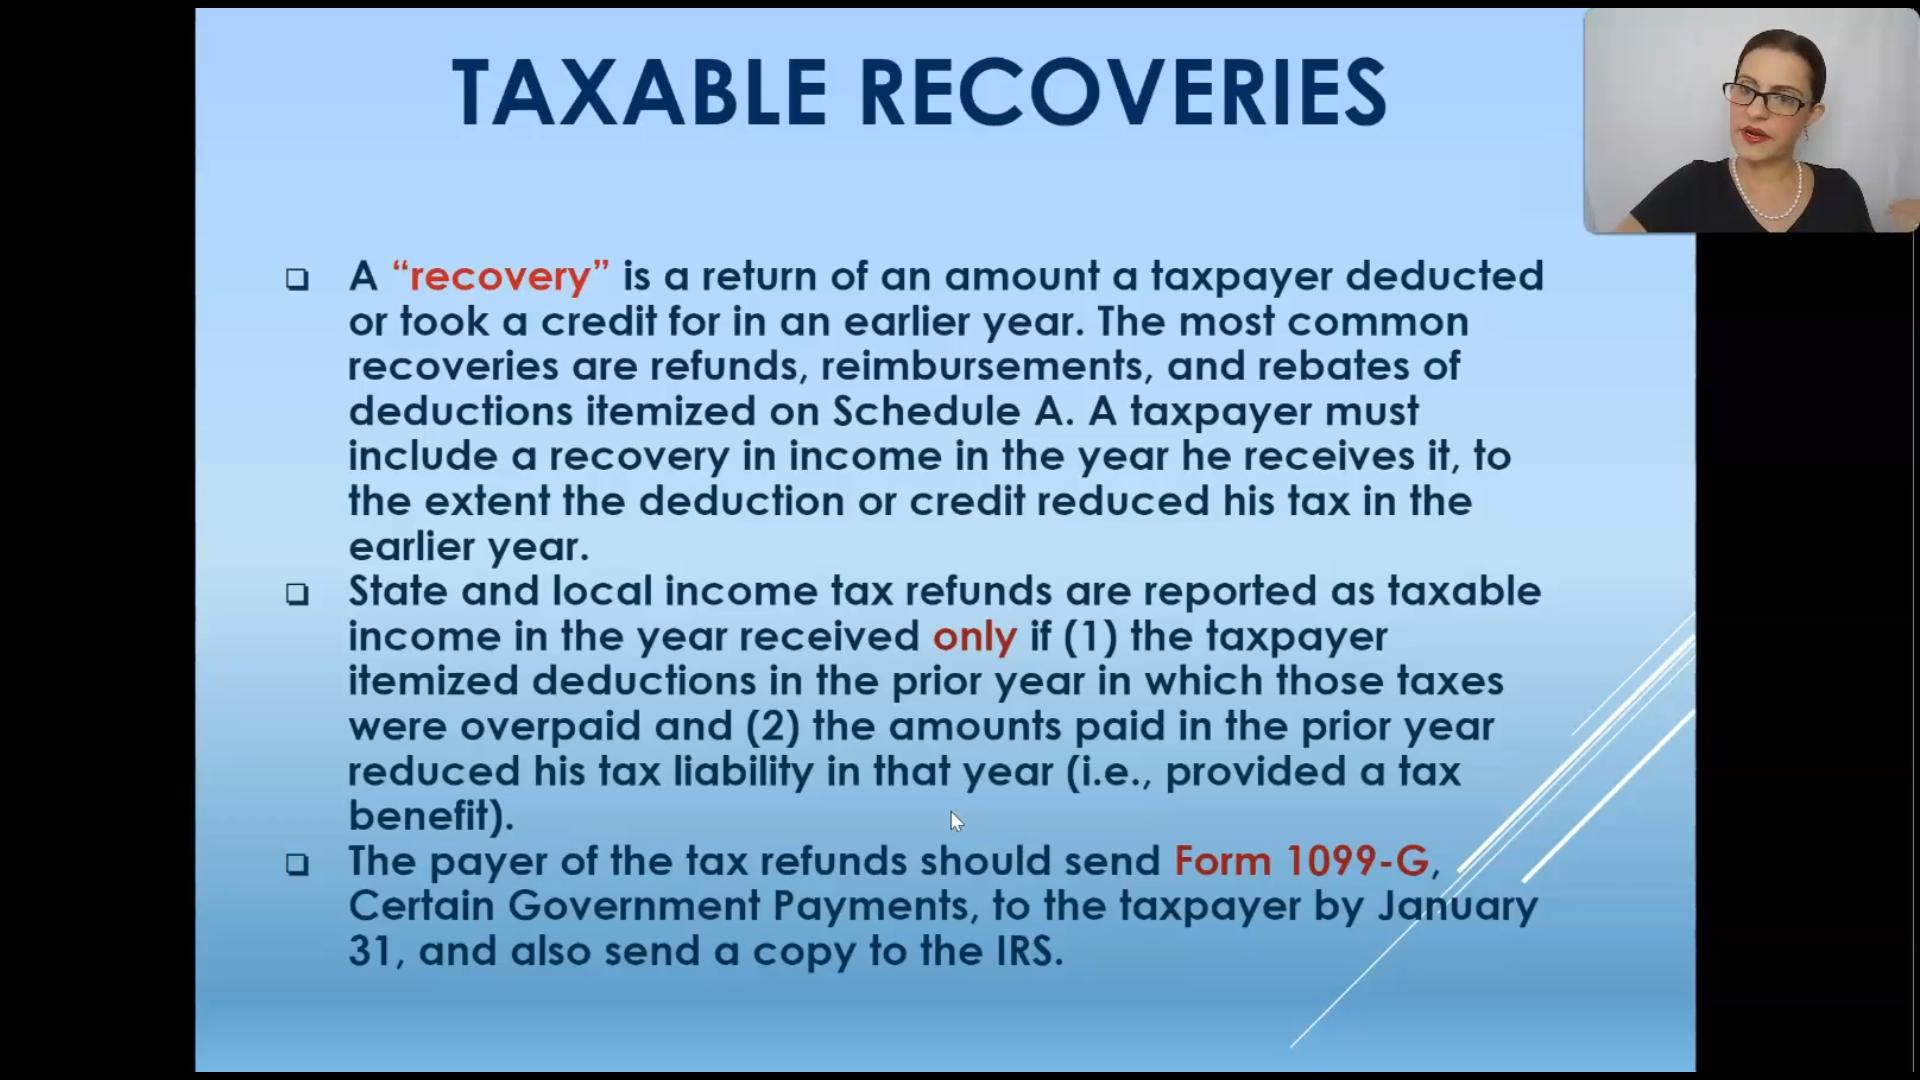 TAXABLE RECOVERIES
❑ A “recovery” is a return of an amount a taxpayer deducted
or took a credit for in an earlier year. The most common
recoveries are refunds, reimbursements, and rebates of
deductions itemized on Schedule A. A taxpayer must
include a recovery in income in the year he receives it, to
the extent the deduction or credit reduced his tax in the
earlier year.
❑ State and local income tax refunds are reported as taxable
income in the year received only if (1) the taxpayer
itemized deductions in the prior year in which those taxes
were overpaid and (2) the amounts paid in the prior year
reduced his tax liability in that year (i.e., provided a tax
benefit).
❑ The payer of the tax refunds should send Form 1099-G,
Certain Government Payments, to the taxpayer by January
31, and also send a copy to the IRS.